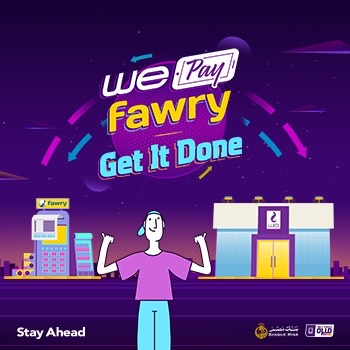 we Pay
fawry
Get It Done
fawry
we
Stay Ahead
بنك مصر
BANQUE MISR